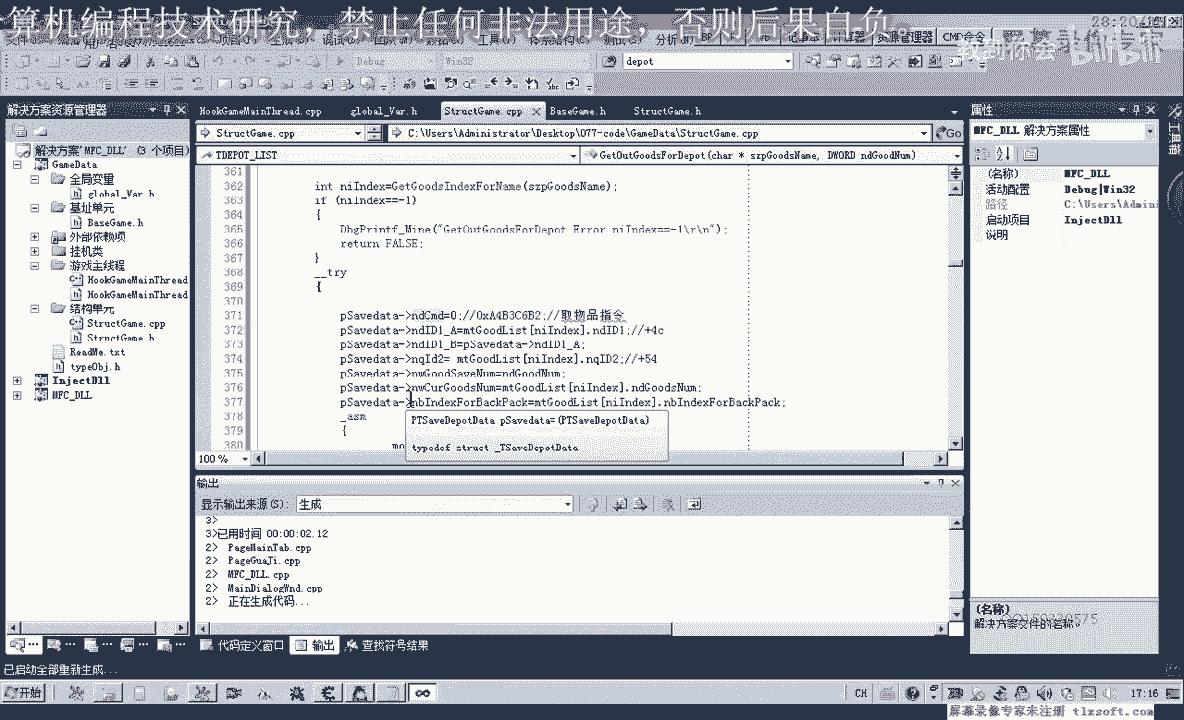 算机编程技术研究，禁止任何非法用途，否则后果自负
Debug
Win32
depot
解决方案资源管理器
解决方案'MFC_DLL' (3 个项目)
GameData
全局变量
global_Var.h
基址单元
BaseGame.h
外部依赖项
挂机类
游戏主线程
HookGameMainThread
HookGameMainThread
结构单元
StructGame.cpp
StructGame.h
ReadMe.txt
typeObj.h
InjectDll
MFC_DLL
HookGameMainThread.cpp
global_Var.h
StructGame.cpp
BaseGame.h
StructGame.h
StructGame.cpp
C:\Users\Administrator\Desktop\077-code\GameData\StructGame.cpp
Go
TDEPOT_LIST
GetOutGoodsForDepot(char * szpGoodsName, DWORD ndGoodNum)
361
362 int niIndex=GetGoodsIndexForName(szpGoodsName);
363 if (niIndex==-1)
364 {
365 DbgPrintf_Mine("GetOutGoodsForDepot Error niIndex==-1\r\n");
366 return FALSE;
367 }
368 __try
369 {
370
371 pSavedata->ndCmd=0;//0xA4B3C6B2;//取物品指令
372 pSavedata->ndID1_A=mtGoodList[niIndex].ndID1;//+4c
373 pSavedata->ndID1_B=pSavedata->ndID1_A;
374 pSavedata->nqId2= mtGoodList[niIndex].nqID2;//+54
375 pSavedata->nwGoodSaveNum=ndGoodNum;
376 pSavedata->nwCurGoodsNum=mtGoodList[niIndex].ndGoodsNum;
377 pSavedata->nbIndexForBackPack=mtGoodList[niIndex].nbIndexForBackPack;
378 _asm
379 {
380 mo
PTSaveDepotData pSavedata=(PTSaveDepotData)
typedef struct _TSaveDepotData
100 %
输出
显示输出来源(S): 生成
3>
3>已用时间 00:00:02.12
2> PageMainTab.cpp
2> PageGuaJi.cpp
2> MFC_DLL.cpp
2> MainDialogWnd.cpp
2> 正在生成代码...
代码定义窗口
输出
查找符号结果
属性
MFC_DLL 解决方案属性
(名称) MFC_DLL
活动配置 Debug|Win32
路径 C:\Users\Admini
启动项目 InjectDll
说明
(名称)
解决方案文件的名称。
工具箱
已启动全部重新生成...
开始
CH
17:16
屏幕录像专家未注册 tlxsoft.com